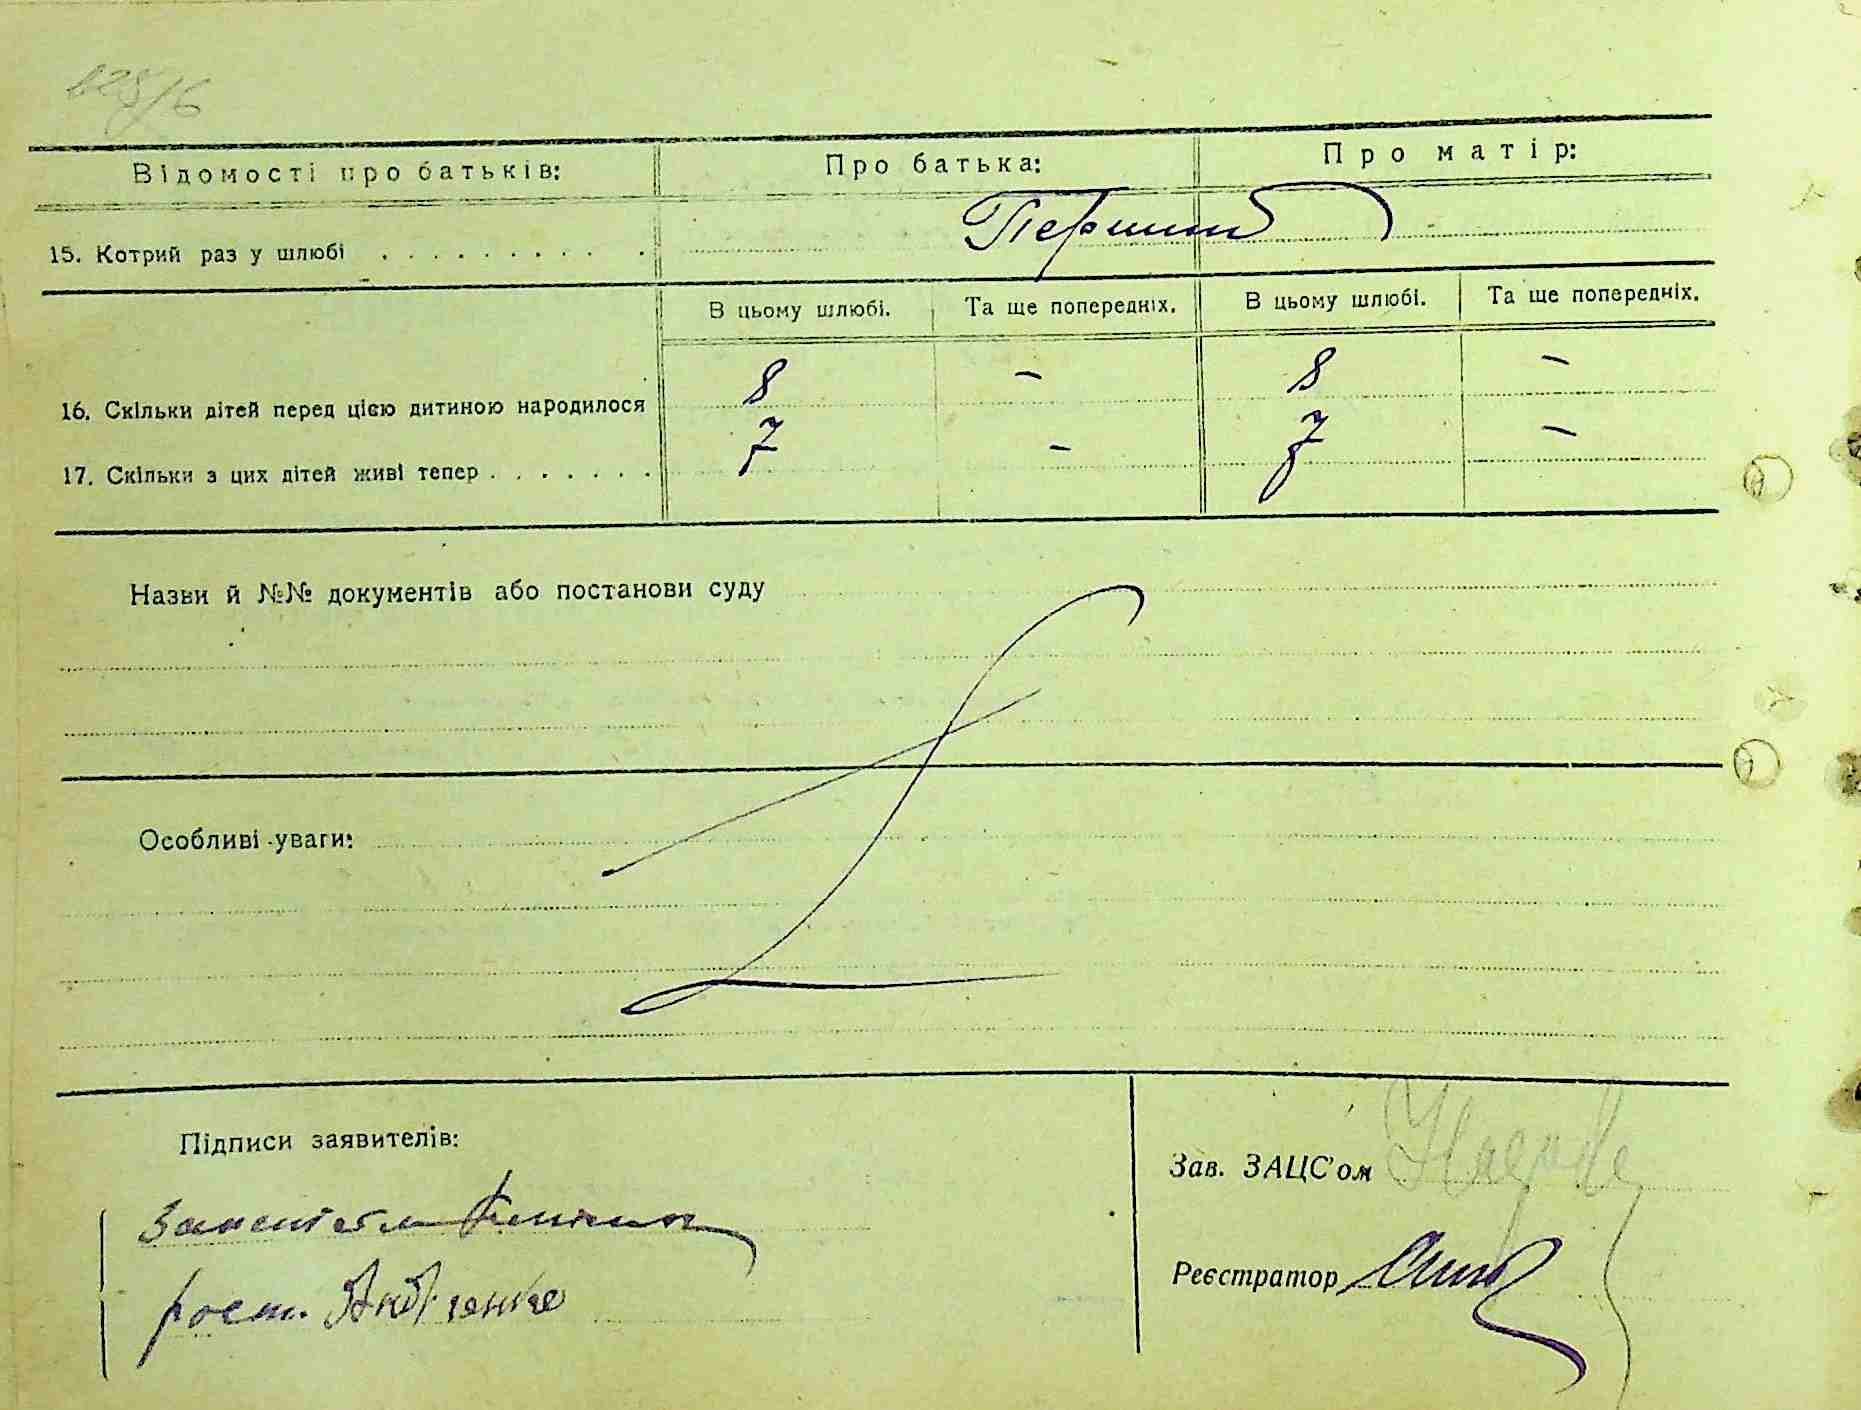 Відомості про батьків: Про батька: Про матір:
15. Котрий раз у шлюбі . . . . . . . . . . Перший
В цьому шлюбі. Та ще попередніх. В цьому шлюбі. Та ще попередніх.
16. Скільки дітей перед цією дитиною народилося 8 – 8 –
17. Скільки з цих дітей живі тепер . . . . . . . 7 – 7 –
Назви й №№ документів або постанови суду
Особливі уваги:
Підписи заявителів:
Зав. ЗАЦС'ом
Реєстратор